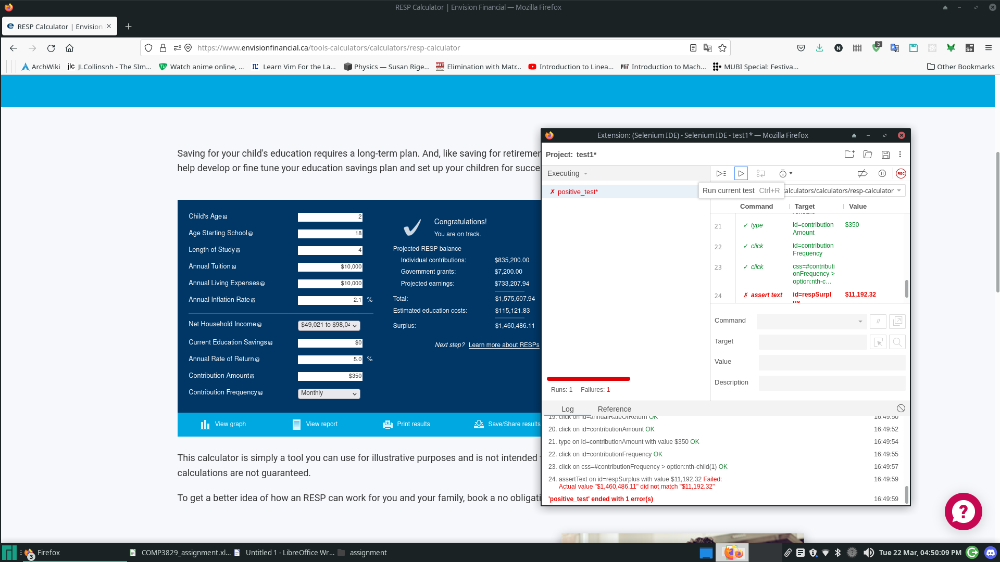 RESP Calculator | Envision Financial — Mozilla Firefox
RESP Calculator | Envision
https://www.envisionfinancial.ca/tools-calculators/calculators/resp-calculator
5
ArchWiki
jlc JLCollinsnh - The SIm...
Watch anime online, ...
Learn Vim For the La...
Physics — Susan Rige...
Elimination with Matr...
Introduction to Linea...
Introduction to Mach...
MUBI Special: Festiva...
Other Bookmarks
Saving for your child's education requires a long-term plan. And, like saving for retiremen
help develop or fine tune your education savings plan and set up your children for succe
Child's Age 2
Age Starting School 18
Length of Study 4
Annual Tuition $10,000
Annual Living Expenses $10,000
Annual Inflation Rate 2.1 %
Net Household Income $49,021 to $98,04
Current Education Savings $0
Annual Rate of Return 5.0 %
Contribution Amount $350
Contribution Frequency Monthly
Congratulations!
You are on track.
Projected RESP balance
Individual contributions: $835,200.00
Government grants: $7,200.00
Projected earnings: $733,207.94
Total: $1,575,607.94
Estimated education costs: $115,121.83
Surplus: $1,460,486.11
Next step? Learn more about RESPs
View graph
View report
Print results
Save/Share results
This calculator is simply a tool you can use for illustrative purposes and is not intended
calculations are not guaranteed.
To get a better idea of how an RESP can work for you and your family, book a no obligati
Extension: (Selenium IDE) - Selenium IDE - test1* — Mozilla Firefox
Project: test1*
Executing
REC
✗ positive_test*
Run current test Ctrl+R
alculators/calculators/resp-calculator
Command Target Value
Amount
21 ✓ type id=contribution
Amount $350
22 ✓ click id=contribution
Frequency
23 ✓ click css=#contributi
onFrequency >
option:nth-c...
24 ✗ assert text id=respSurpl
us $11,192.32
Command
//
Target
Value
Description
Runs: 1 Failures: 1
Log Reference
19. click on id=annualRateOfReturn OK 16:49:50
20. click on id=contributionAmount OK 16:49:52
21. type on id=contributionAmount with value $350 OK 16:49:54
22. click on id=contributionFrequency OK 16:49:55
23. click on css=#contributionFrequency > option:nth-child(1) OK 16:49:57
24. assertText on id=respSurplus with value $11,192.32 Failed: 16:49:59
Actual value "$1,460,486.11" did not match "$11,192.32"
'positive_test' ended with 1 error(s) 16:49:59
?
3 Firefox
COMP3829_assignment.xl...
Untitled 1 - LibreOffice Wr...
assignment
Tue 22 Mar, 04:50:09 PM